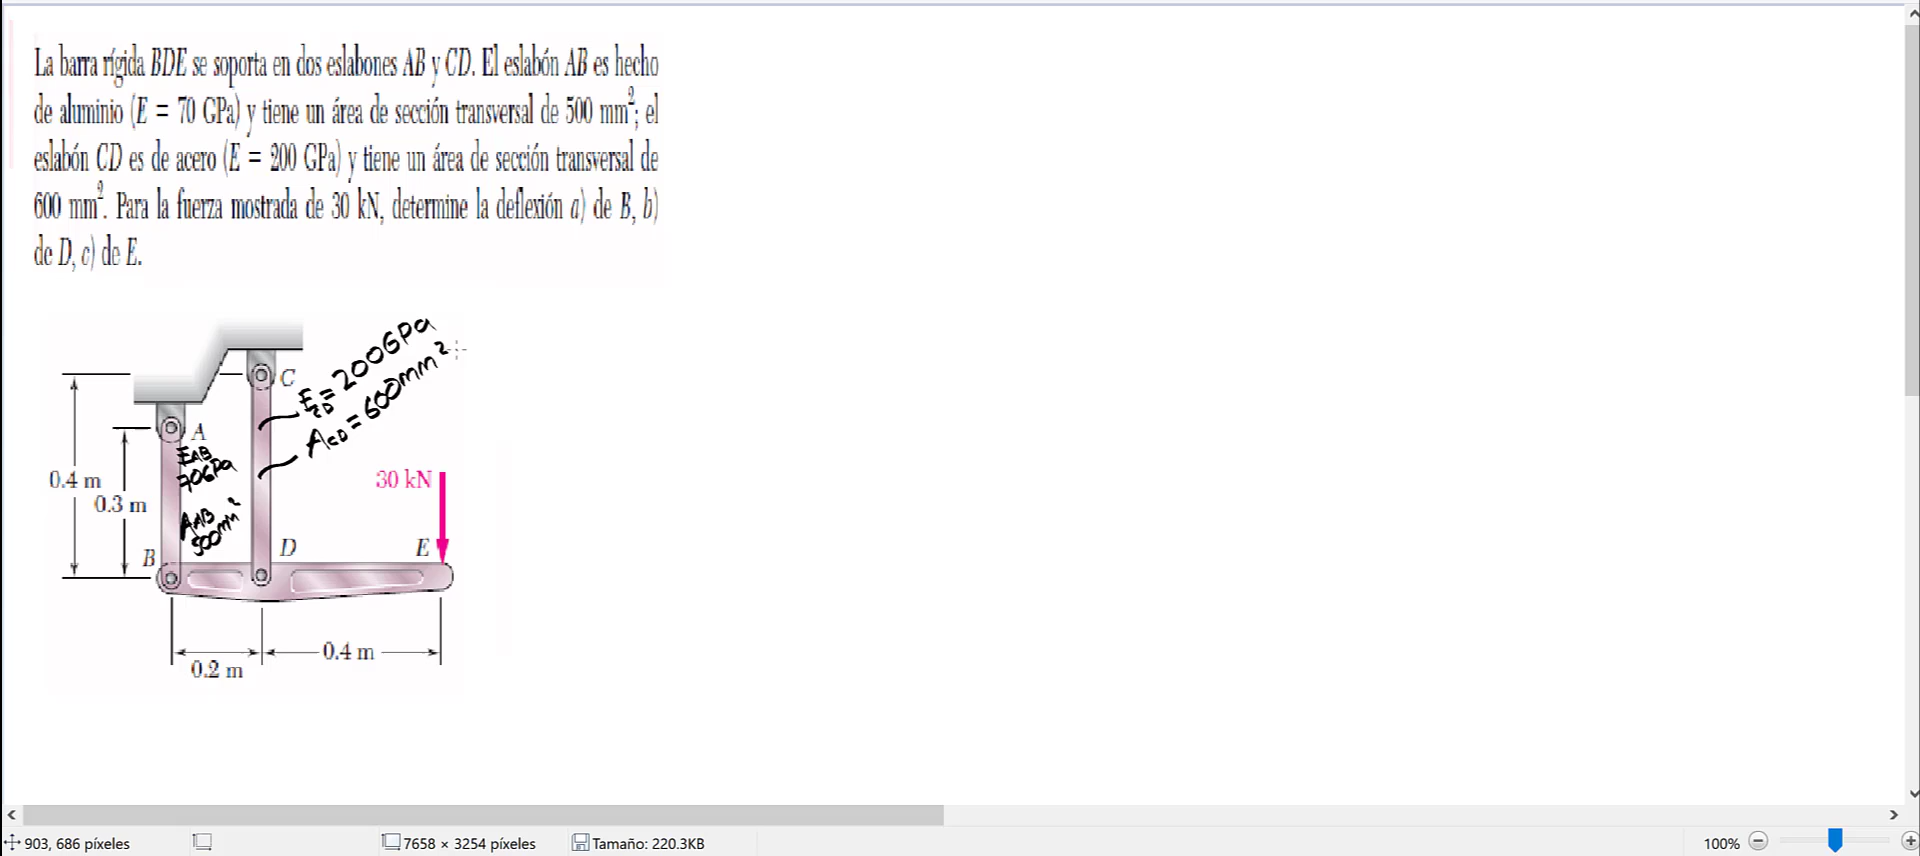 La barra rígida BDE se soporta en dos eslabones AB y CD. El eslabón AB es hecho
de aluminio (E = 70 GPa) y tiene un área de sección transversal de 500 mm²; el
eslabón CD es de acero (E = 200 GPa) y tiene un área de sección transversal de
600 mm². Para la fuerza mostrada de 30 kN, determine la deflexión a) de B, b)
de D, c) de E.
E_CD = 200GPa
A_CD = 600mm²
C
A
E_AB
70GPa
0.4 m
0.3 m
30 kN
A_AB
500mm²
B
D
E
0.4 m
0.2 m
903, 686 píxeles
7658 × 3254 píxeles
Tamaño: 220.3KB
100%